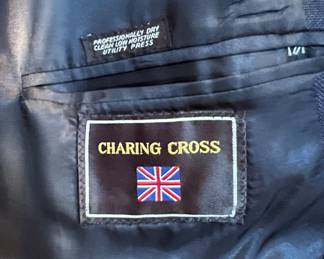 PROFESSIONALLY DRY
CLEAN LOW MOISTURE
UTILITY PRESS
CHARING CROSS